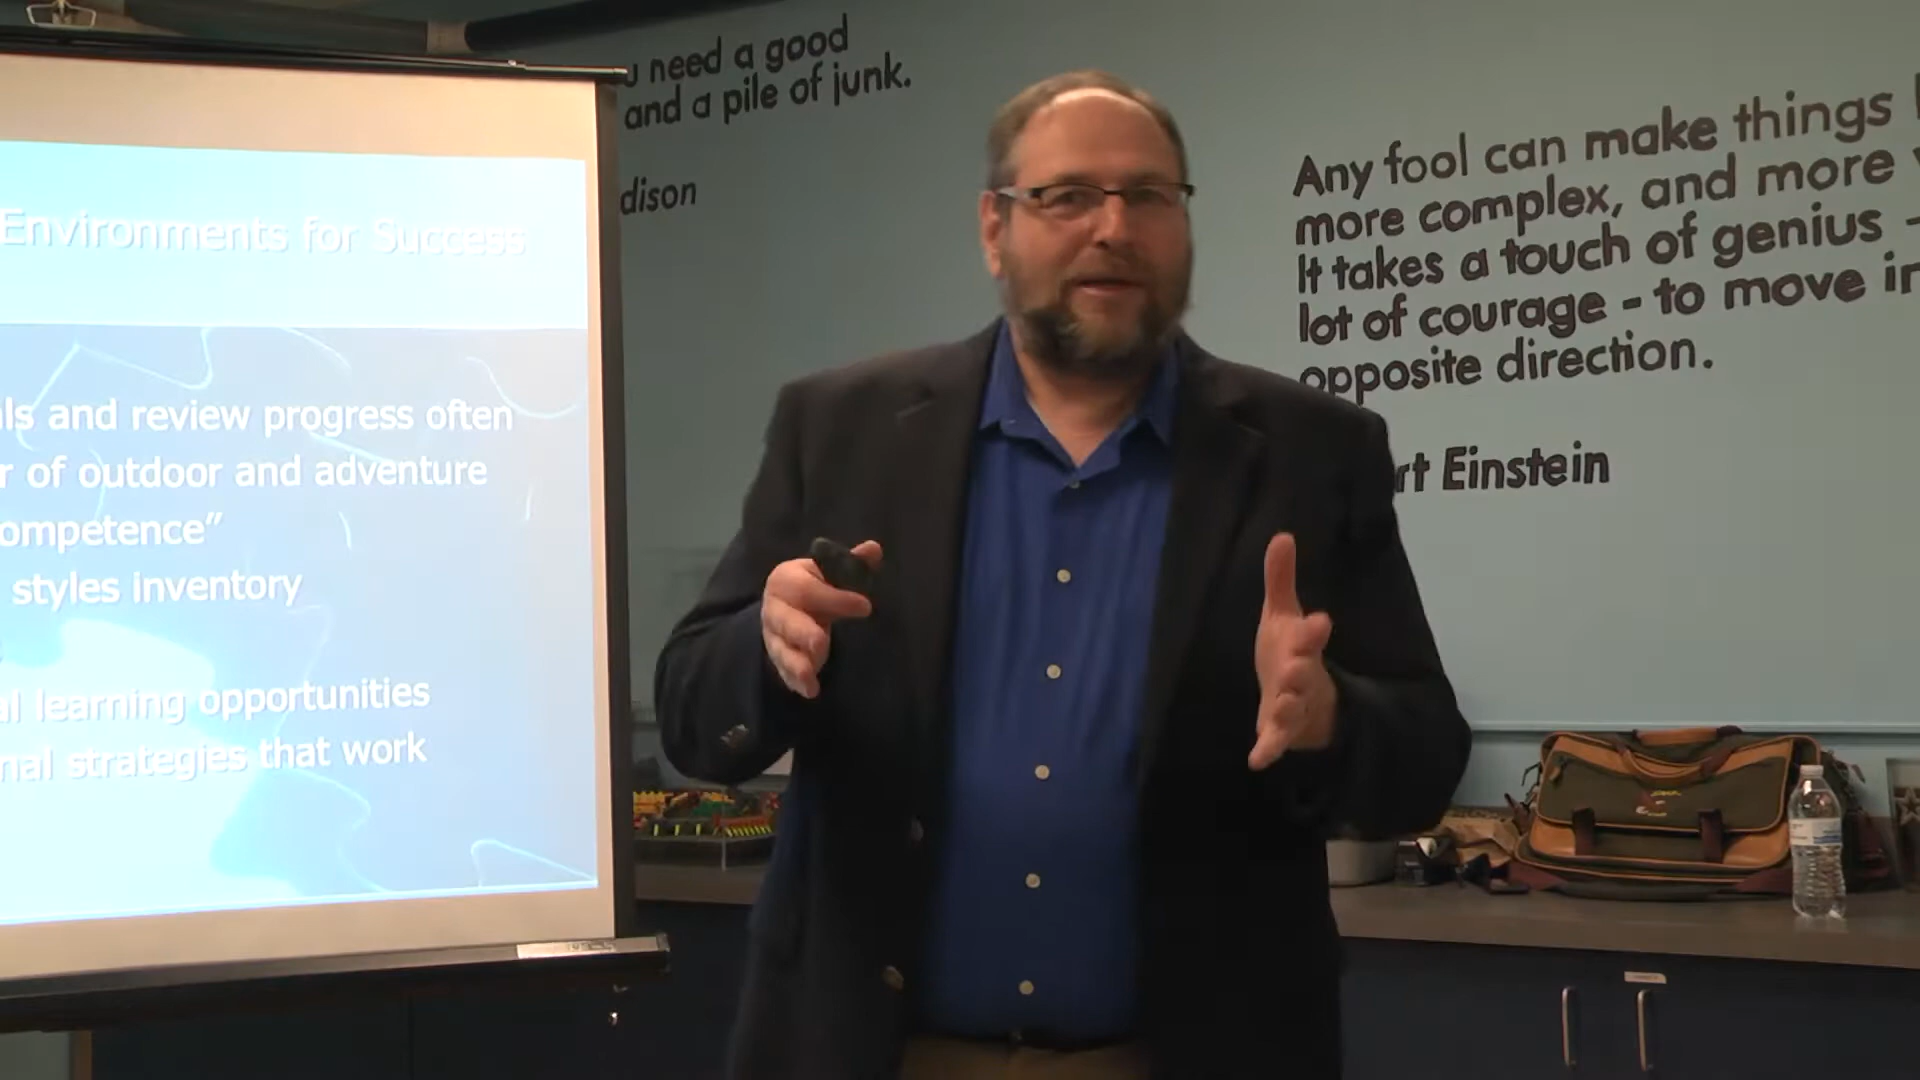 Environments for Success
ls and review progress often
r of outdoor and adventure
ompetence”
styles inventory
al learning opportunities
nal strategies that work
u need a good
and a pile of junk.
dison
Any fool can make things
more complex, and more
It takes a touch of genius -
lot of courage - to move in
opposite direction.
rt Einstein